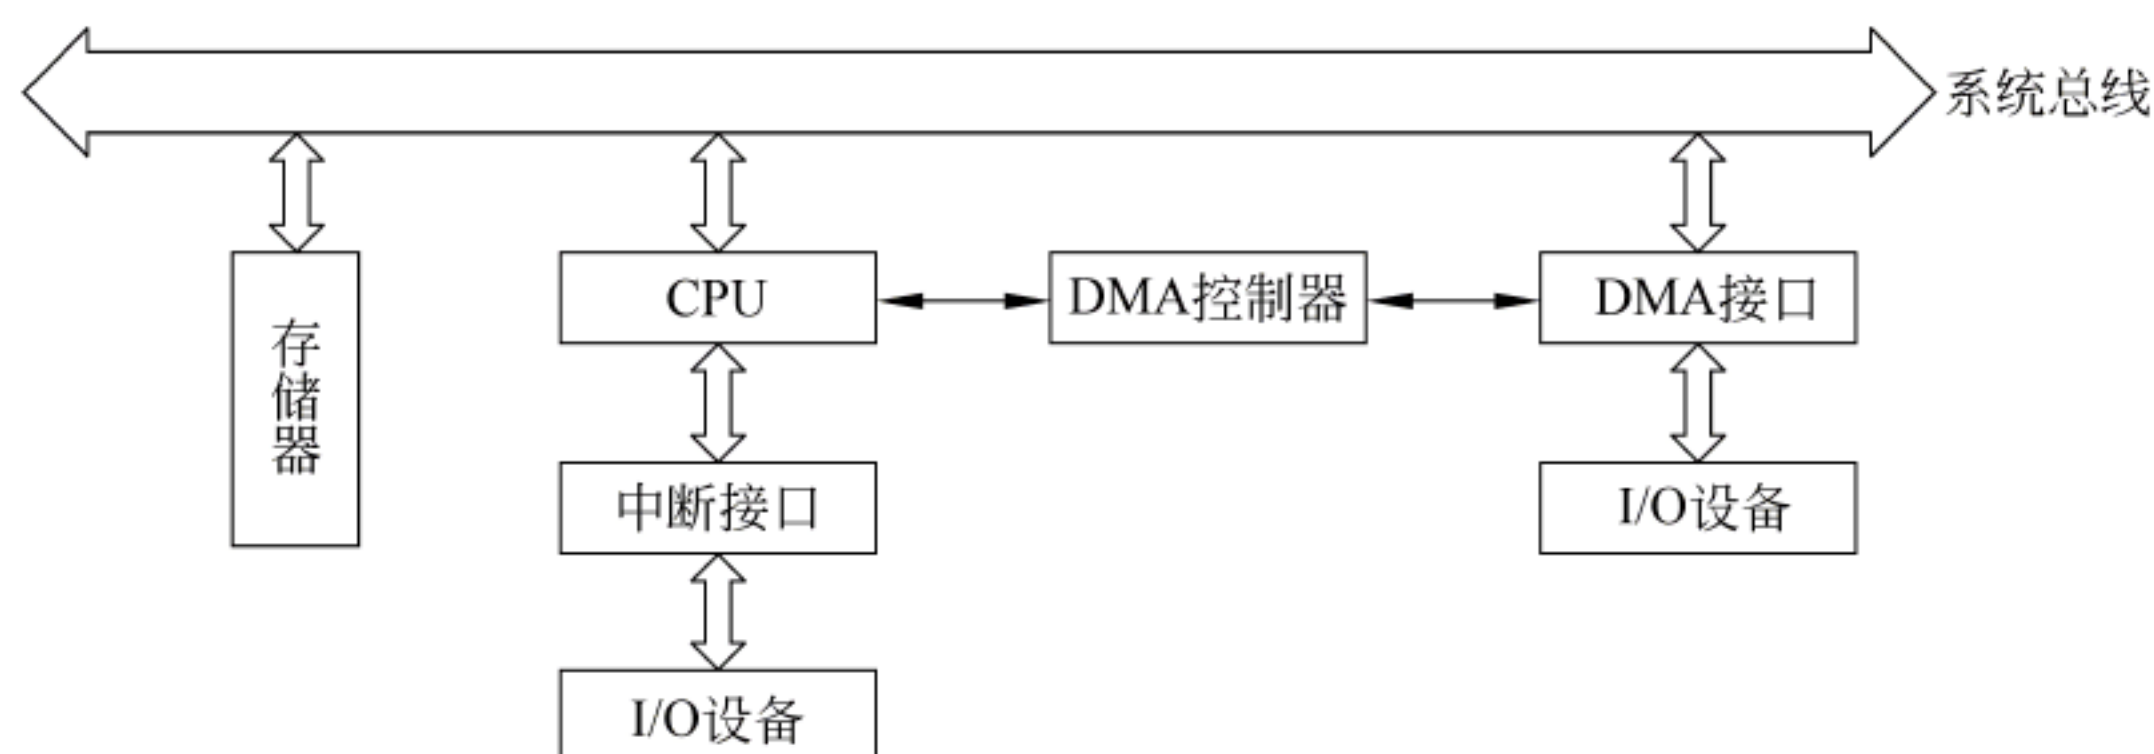 系统总线
存储器
CPU
DMA控制器
DMA接口
中断接口
I/O设备
I/O设备